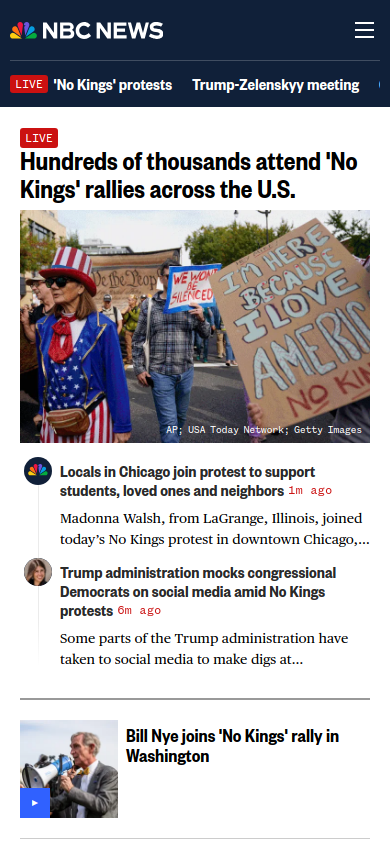 NBC NEWS
LIVE 'No Kings' protests Trump-Zelenskyy meeting
LIVE
Hundreds of thousands attend 'No
Kings' rallies across the U.S.
We the People
WE WON'T
BE
SILENCED
I'M HERE
BECAUSE
I LOVE
AMERI
NO KIN
AP; USA Today Network; Getty Images
Locals in Chicago join protest to support
students, loved ones and neighbors 1m ago
Madonna Walsh, from LaGrange, Illinois, joined
today’s No Kings protest in downtown Chicago,...
Trump administration mocks congressional
Democrats on social media amid No Kings
protests 6m ago
Some parts of the Trump administration have
taken to social media to make digs at...
Bill Nye joins 'No Kings' rally in
Washington